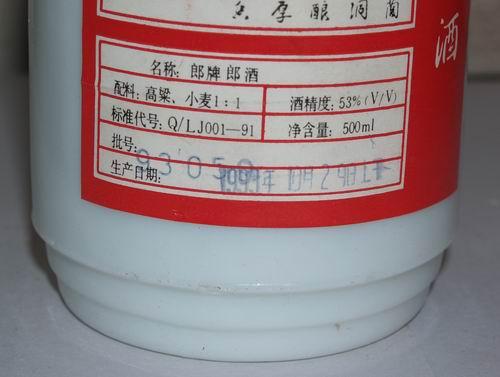 名称：郎牌郎酒
配料：高粱、小麦1：1
酒精度：53%(V/V)
标准代号：Q/LJ001—91
净含量：500ml
批号：
93050
生产日期：
酒